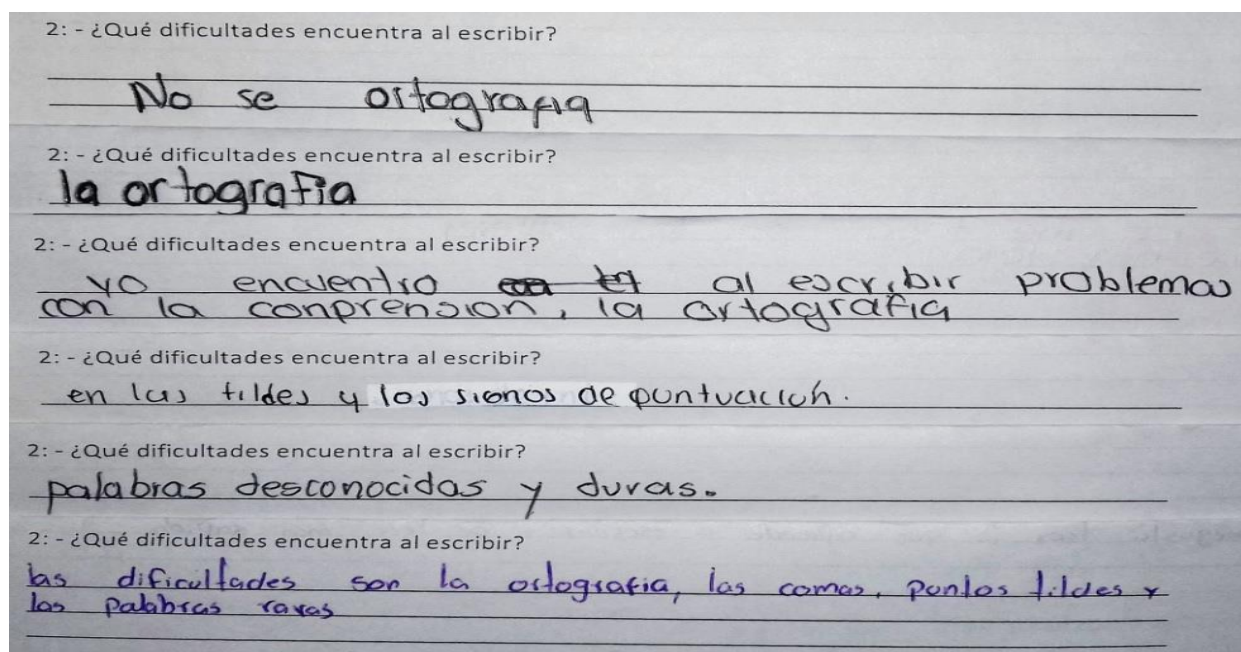 2: - ¿Qué dificultades encuentra al escribir?
No se ortografia
2: - ¿Qué dificultades encuentra al escribir?
la ortografia
2: - ¿Qué dificultades encuentra al escribir?
yo encuentro al escribir problemas
con la conprension, la ortografia
2: - ¿Qué dificultades encuentra al escribir?
en las tildes y los sionos de puntuacion.
2: - ¿Qué dificultades encuentra al escribir?
palabras desconocidas y duras.
2: - ¿Qué dificultades encuentra al escribir?
las dificultades son la ortografia, las comas, puntos tildes y
las palabras raras